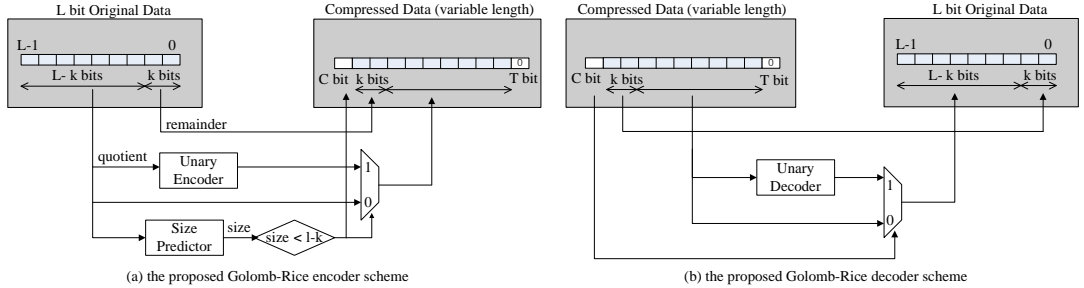 L bit Original Data
L-1
0
L- k bits
k bits
Compressed Data (variable length)
0
C bit
k bits
T bit
remainder
quotient
Unary
Encoder
1
0
Size
Predictor
size
size < l-k
(a) the proposed Golomb-Rice encoder scheme
Compressed Data (variable length)
0
C bit
k bits
T bit
L bit Original Data
L-1
0
L- k bits
k bits
Unary
Decoder
1
0
(b) the proposed Golomb-Rice decoder scheme